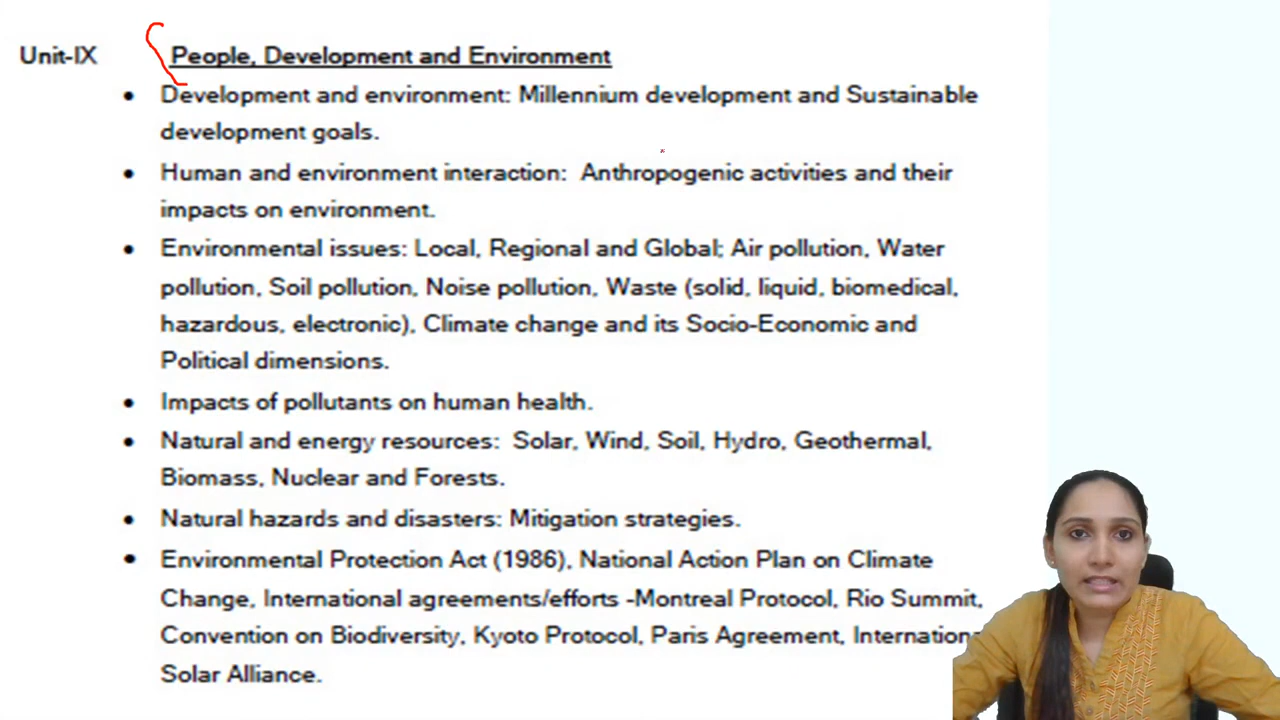 Unit-IX People, Development and Environment
• Development and environment: Millennium development and Sustainable
development goals.
• Human and environment interaction: Anthropogenic activities and their
impacts on environment.
• Environmental issues: Local, Regional and Global; Air pollution, Water
pollution, Soil pollution, Noise pollution, Waste (solid, liquid, biomedical,
hazardous, electronic), Climate change and its Socio-Economic and
Political dimensions.
• Impacts of pollutants on human health.
• Natural and energy resources: Solar, Wind, Soil, Hydro, Geothermal,
Biomass, Nuclear and Forests.
• Natural hazards and disasters: Mitigation strategies.
• Environmental Protection Act (1986), National Action Plan on Climate
Change, International agreements/efforts -Montreal Protocol, Rio Summit,
Convention on Biodiversity, Kyoto Protocol, Paris Agreement, Internationa
Solar Alliance.